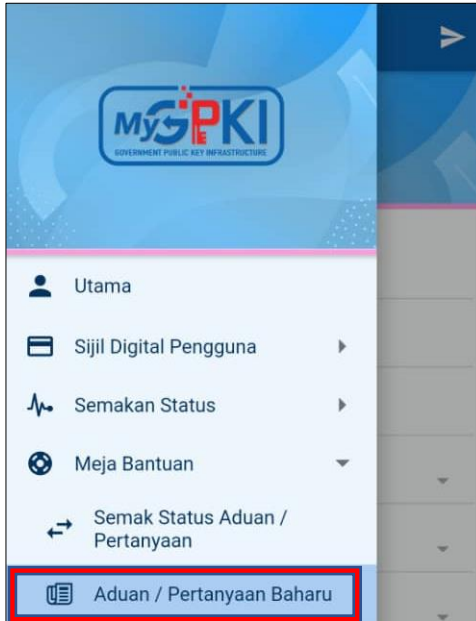 MyGPKI
GOVERNMENT PUBLIC KEY INFRASTRUCTURE
Utama
Sijil Digital Pengguna
Semakan Status
Meja Bantuan
Semak Status Aduan /
Pertanyaan
Aduan / Pertanyaan Baharu